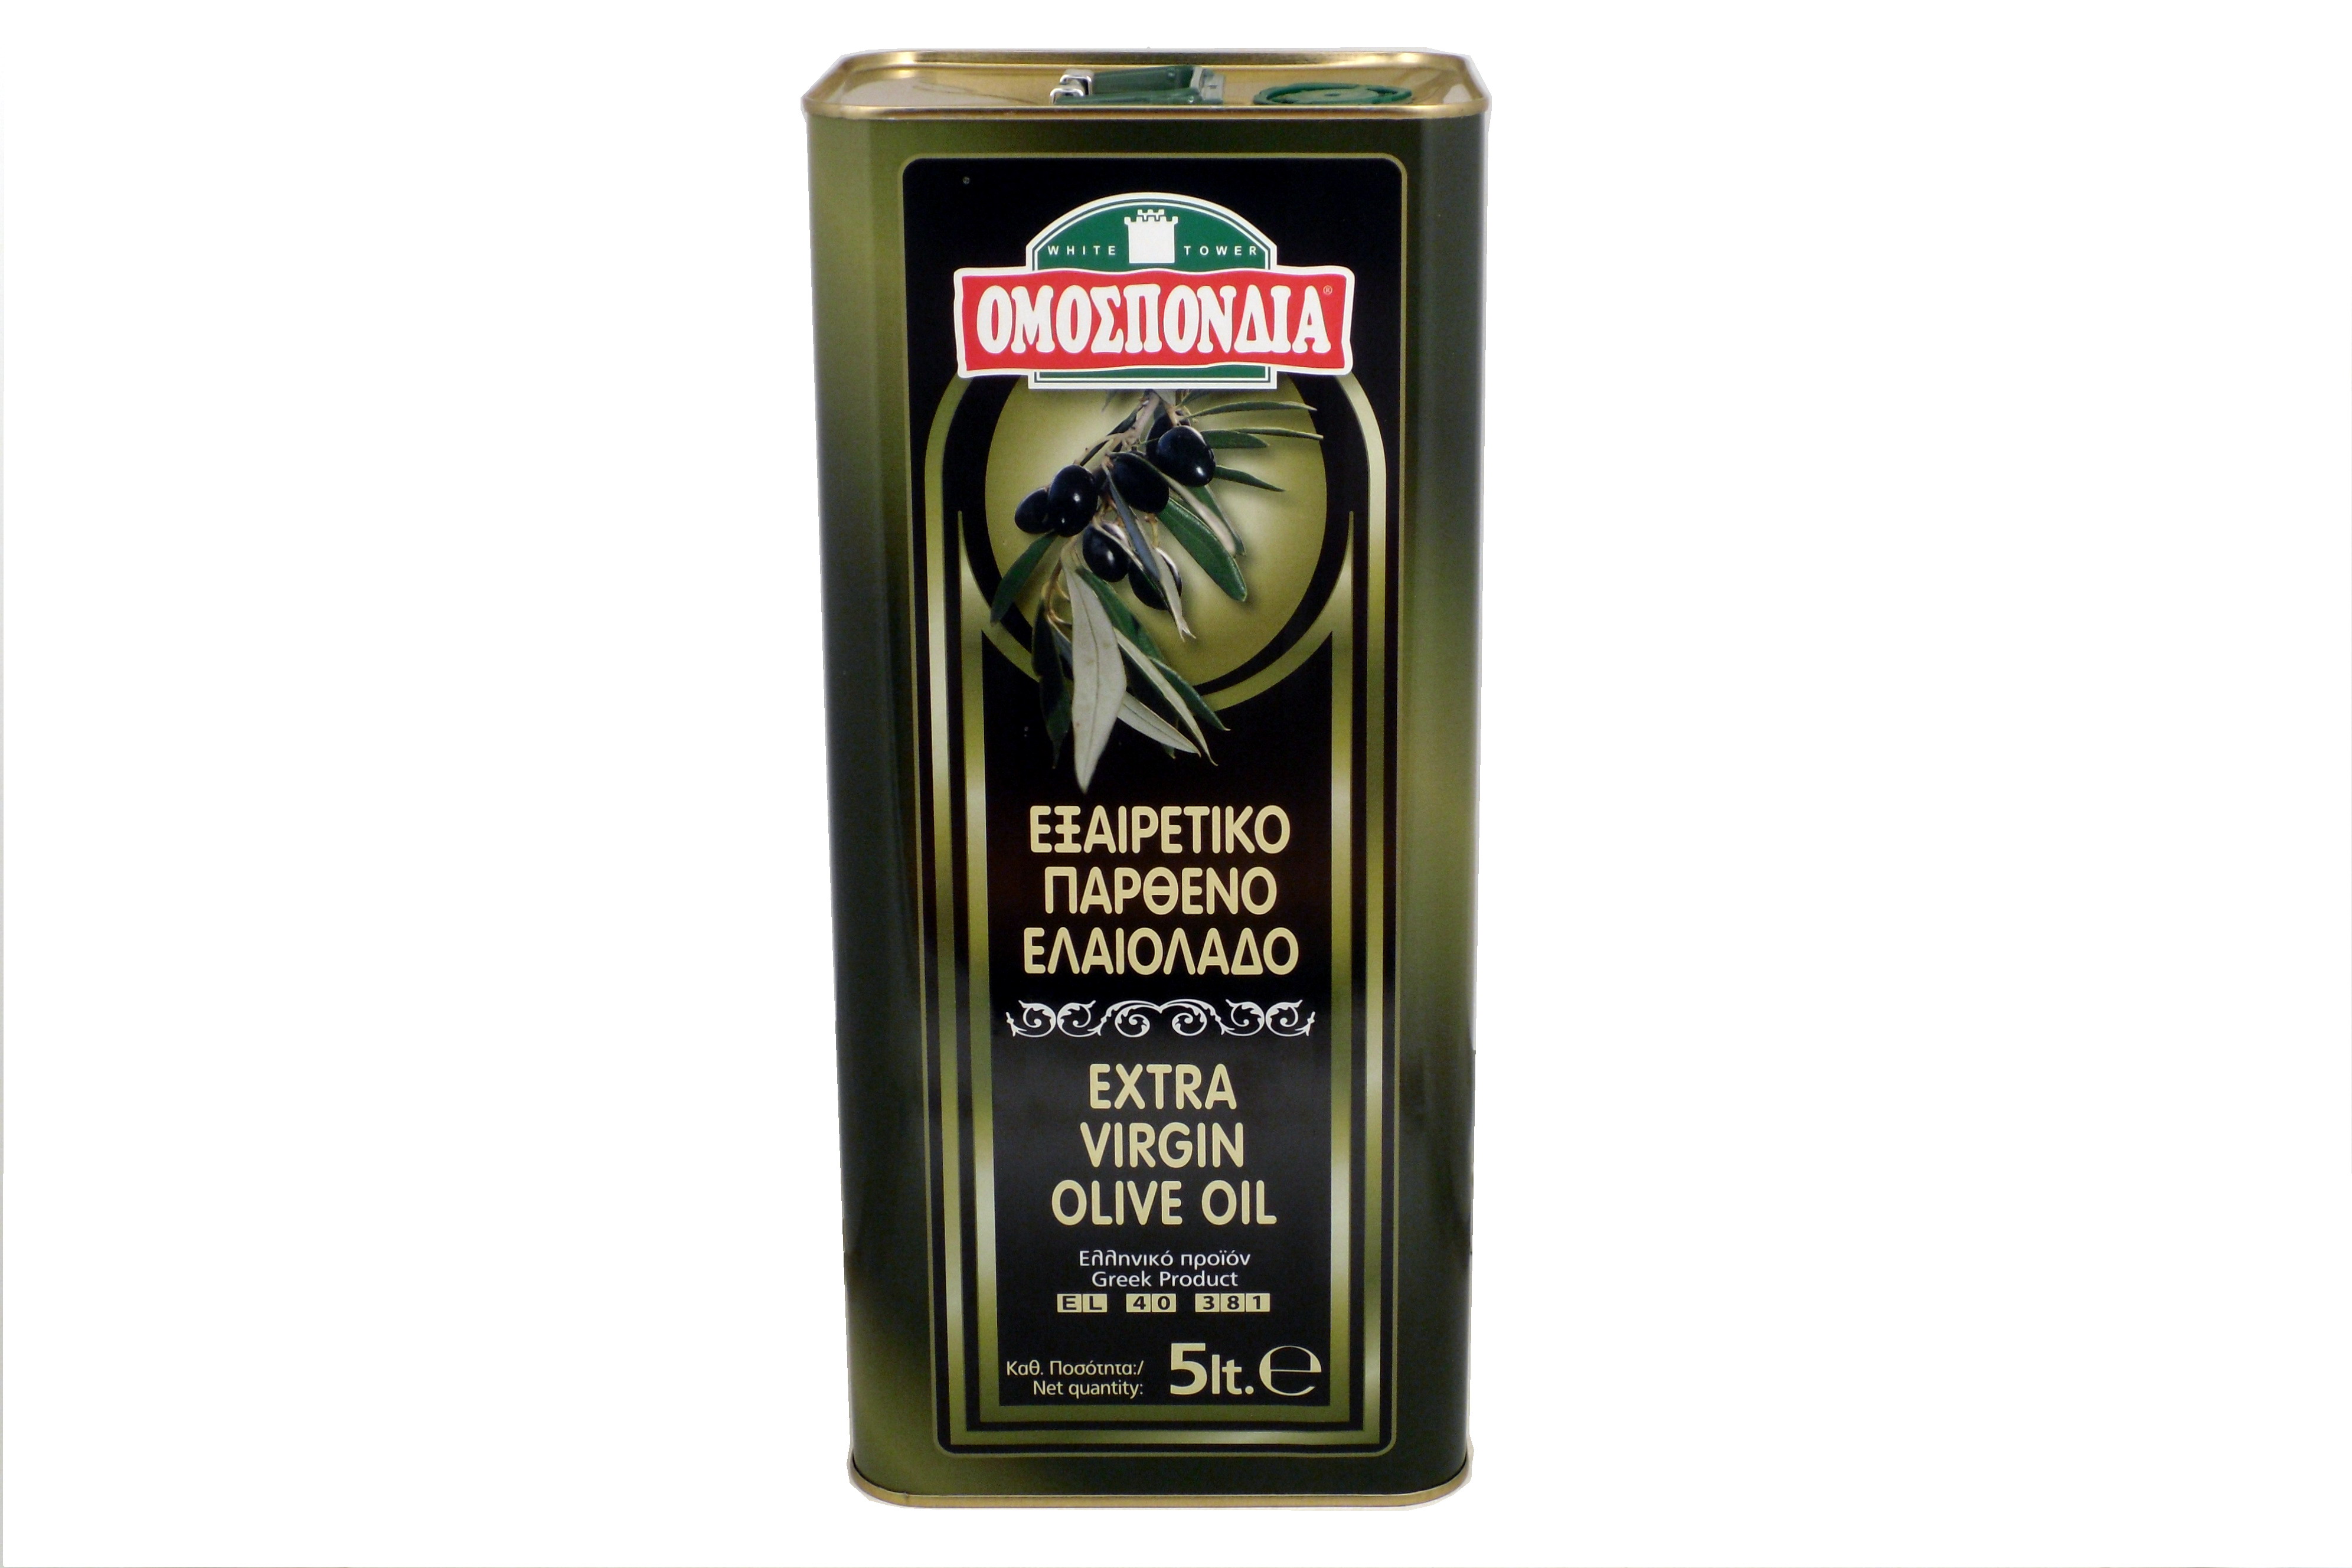 WHITE TOWER
ΟΜΟΣΠΟΝΔΙΑ®
ΕΞΑΙΡΕΤΙΚΟ
ΠΑΡΘΕΝΟ
ΕΛΑΙΟΛΑΔΟ
EXTRA
VIRGIN
OLIVE OIL
Ελληνικό προϊόν
Greek Product
EL 40 381
Καθ. Ποσότητα:/
Net quantity:
5lt.℮